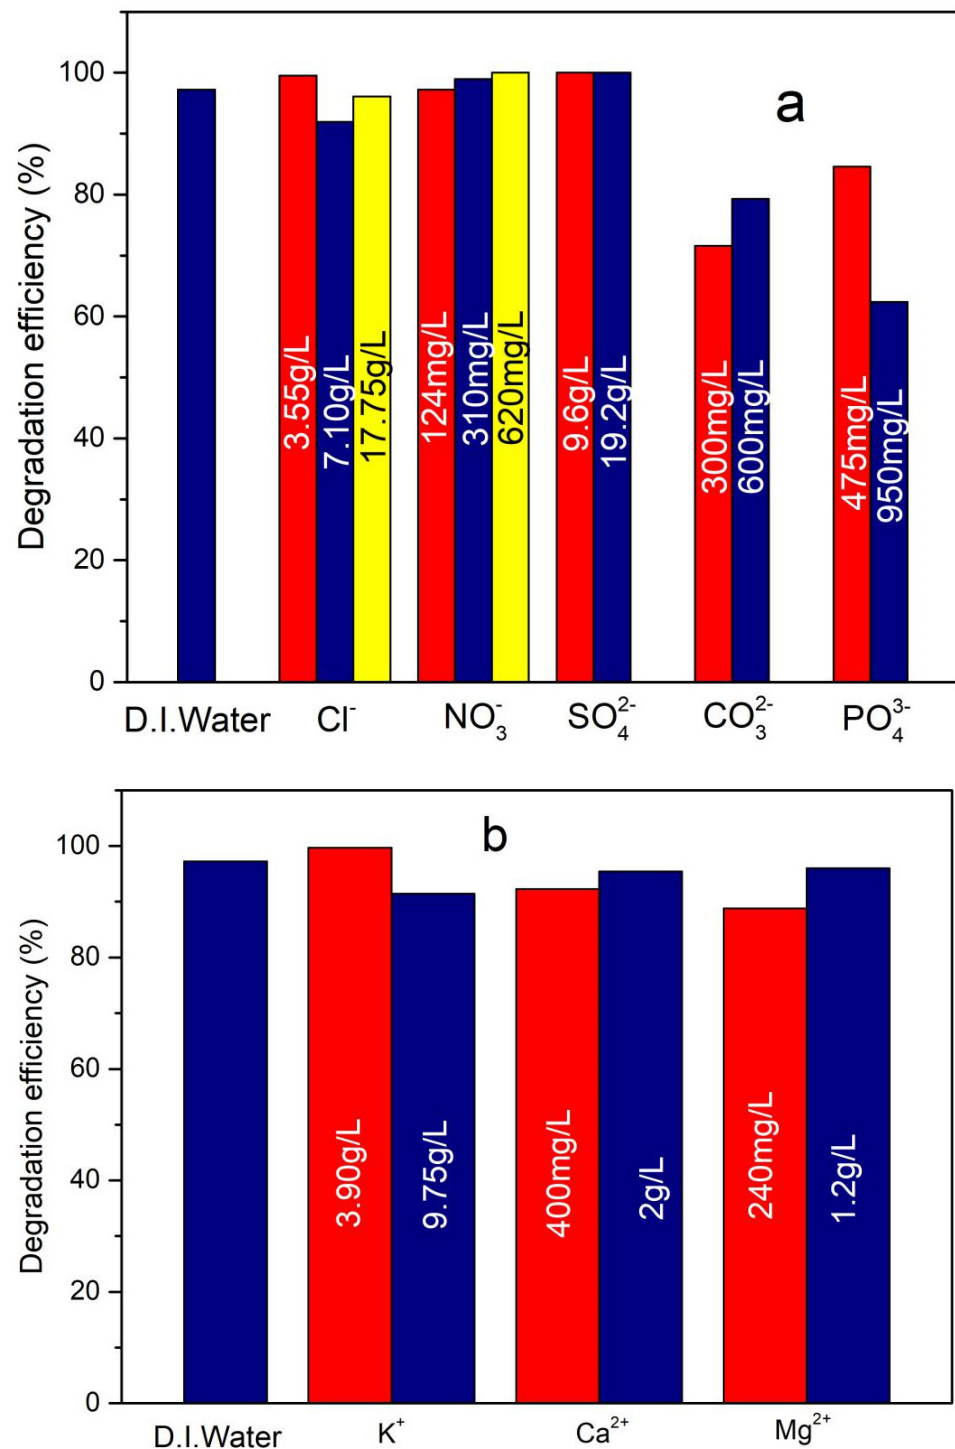 a
Degradation efficiency (%)
100
80
60
40
20
0
3.55g/L
7.10g/L
17.75g/L
124mg/L
310mg/L
620mg/L
9.6g/L
19.2g/L
300mg/L
600mg/L
475mg/L
950mg/L
D.I.Water Cl⁻ NO₃⁻ SO₄²⁻ CO₃²⁻ PO₄³⁻
b
Degradation efficiency (%)
100
80
60
40
20
0
3.90g/L
9.75g/L
400mg/L
2g/L
240mg/L
1.2g/L
D.I.Water K⁺ Ca²⁺ Mg²⁺